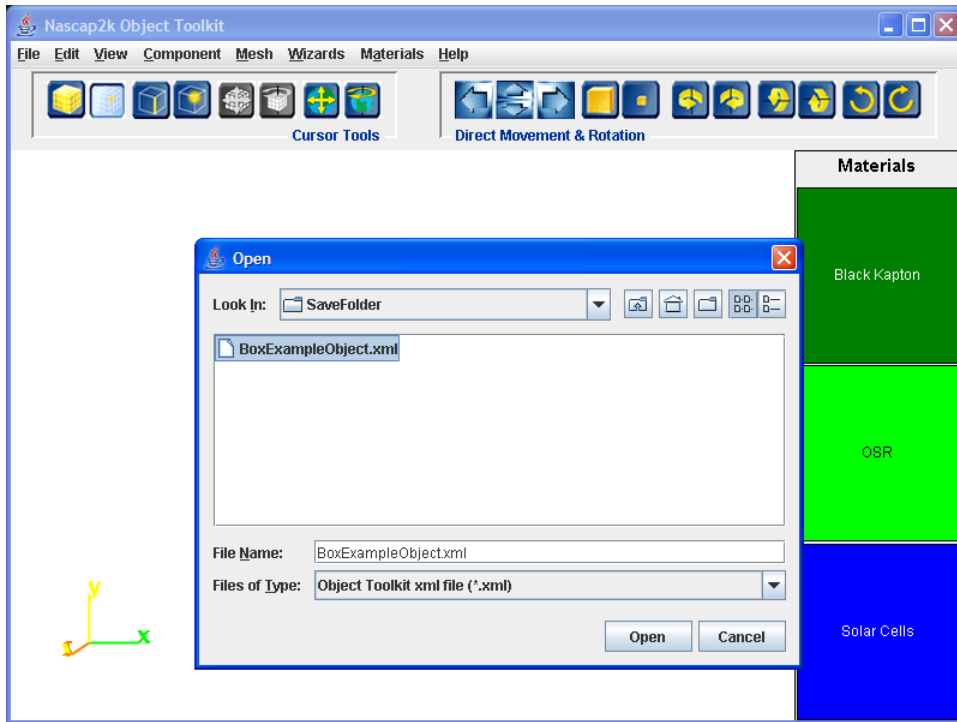 Nascap2k Object Toolkit
File Edit View Component Mesh Wizards Materials Help
Cursor Tools
Direct Movement & Rotation
Materials
Black Kapton
OSR
Solar Cells
Open
Look In: SaveFolder
BoxExampleObject.xml
File Name: BoxExampleObject.xml
Files of Type: Object Toolkit xml file (*.xml)
Open Cancel
y
x
z